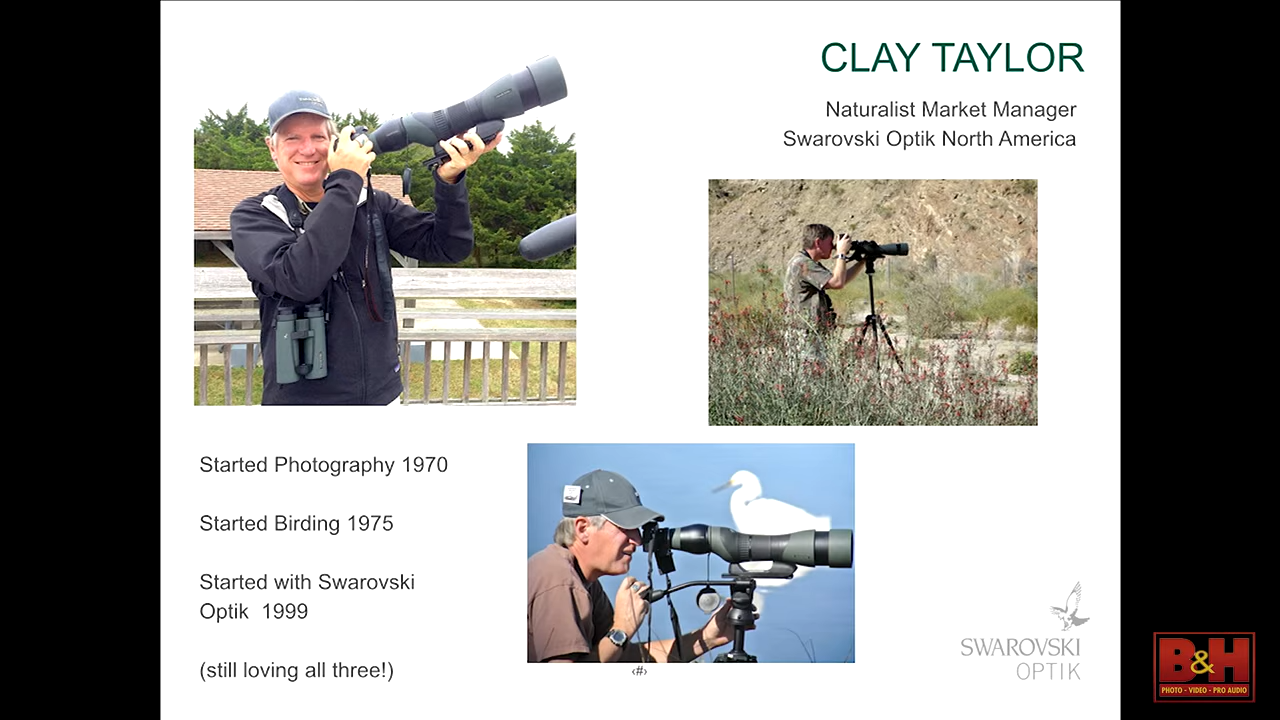 CLAY TAYLOR
Naturalist Market Manager
Swarovski Optik North America
Started Photography 1970
Started Birding 1975
Started with Swarovski
Optik 1999
(still loving all three!)
‹#›
SWAROVSKI
OPTIK
B&H
PHOTO - VIDEO - PRO AUDIO